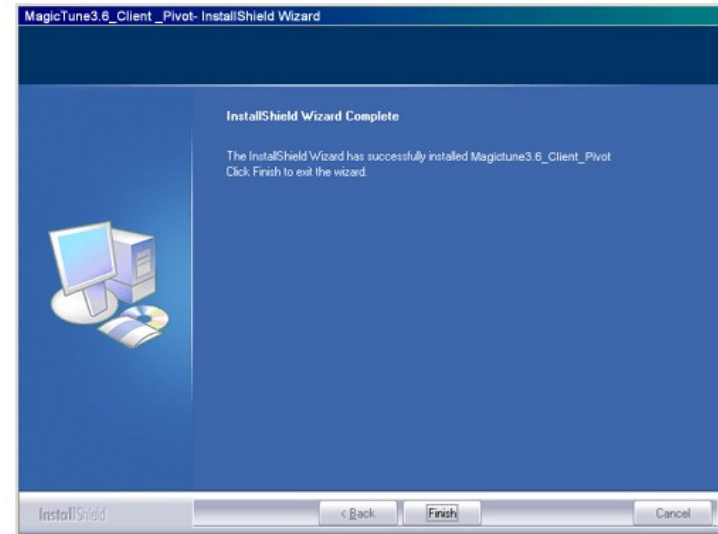 MagicTune3.6_Client _Pivot- InstallShield Wizard
InstallShield Wizard Complete
The InstallShield Wizard has successfully installed Magictune3.6_Client_Pivot
Click Finish to exit the wizard.
InstallShield
< Back
Finish
Cancel